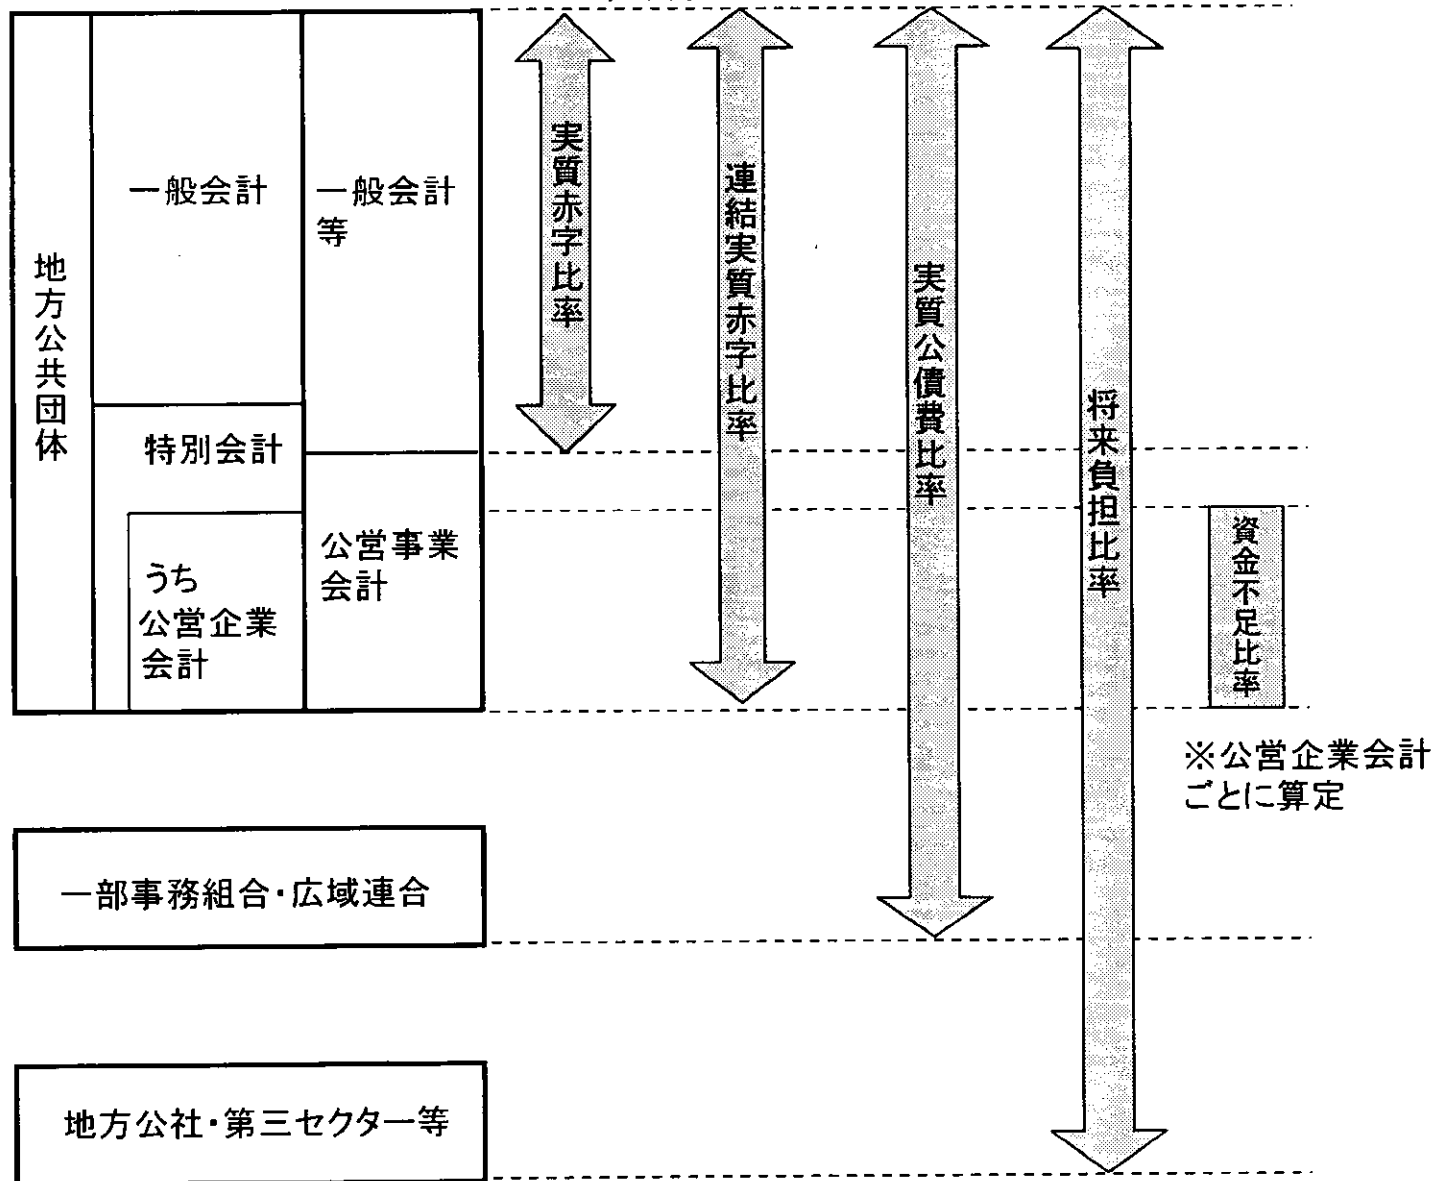 地方公共団体
一般会計
一般会計
等
特別会計
うち
公営企業
会計
公営事業
会計
実質赤字比率
連結実質赤字比率
実質公債費比率
将来負担比率
資金不足比率
※公営企業会計
ごとに算定
一部事務組合・広域連合
地方公社・第三セクター等